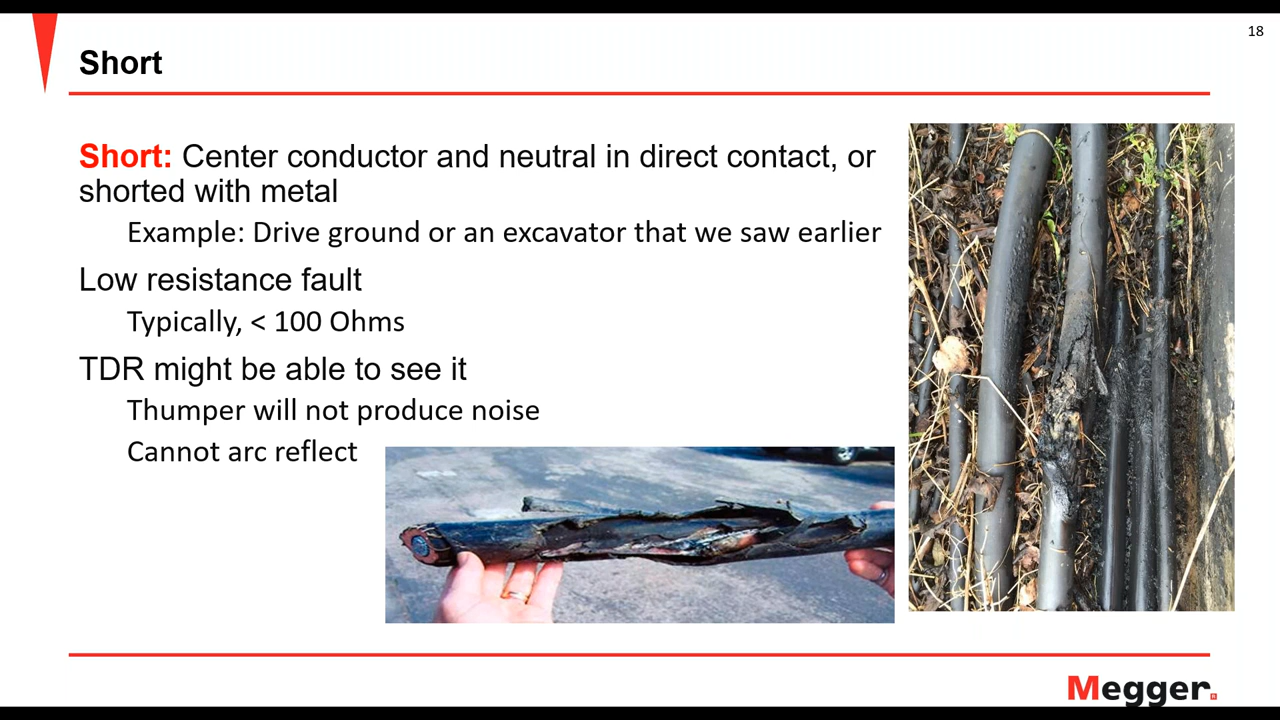 18
Short
Short: Center conductor and neutral in direct contact, or
shorted with metal
Example: Drive ground or an excavator that we saw earlier
Low resistance fault
Typically, < 100 Ohms
TDR might be able to see it
Thumper will not produce noise
Cannot arc reflect
Megger.